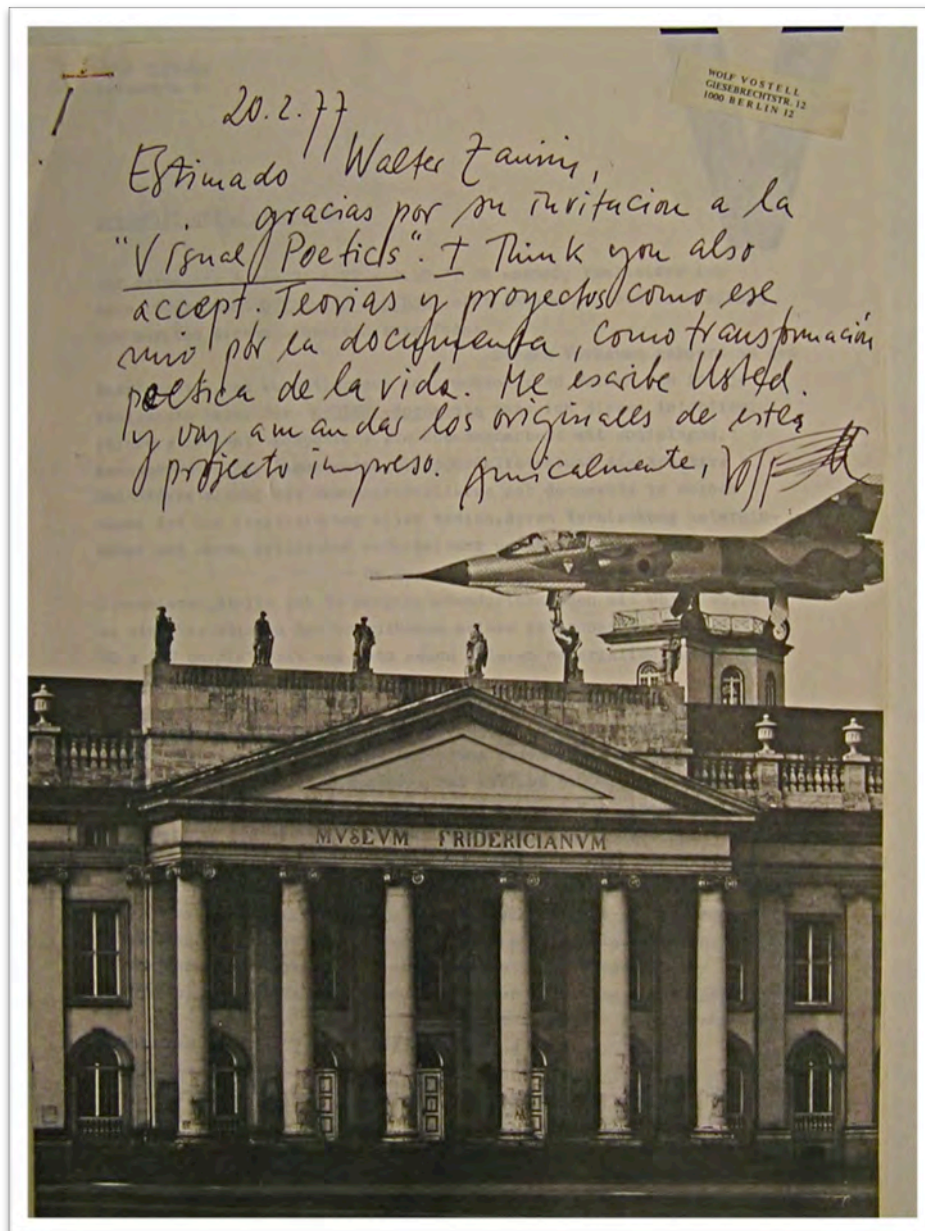 WOLF VOSTELL
GIESEBRECHTSTR. 12
1000 BERLIN 12
20.2.77
Estimado Walter Zanini,
gracias por su invitacion a la
"Visual Poetics". I Think you also
accept. Teorias y proyectos como ese
mio por la documenta, como transformación
poetica de la vida. Me escribe Usted.
y voy a mandar los originales de este
projecto impreso. Amicalmente,
MVSEVM FRIDERICIANVM